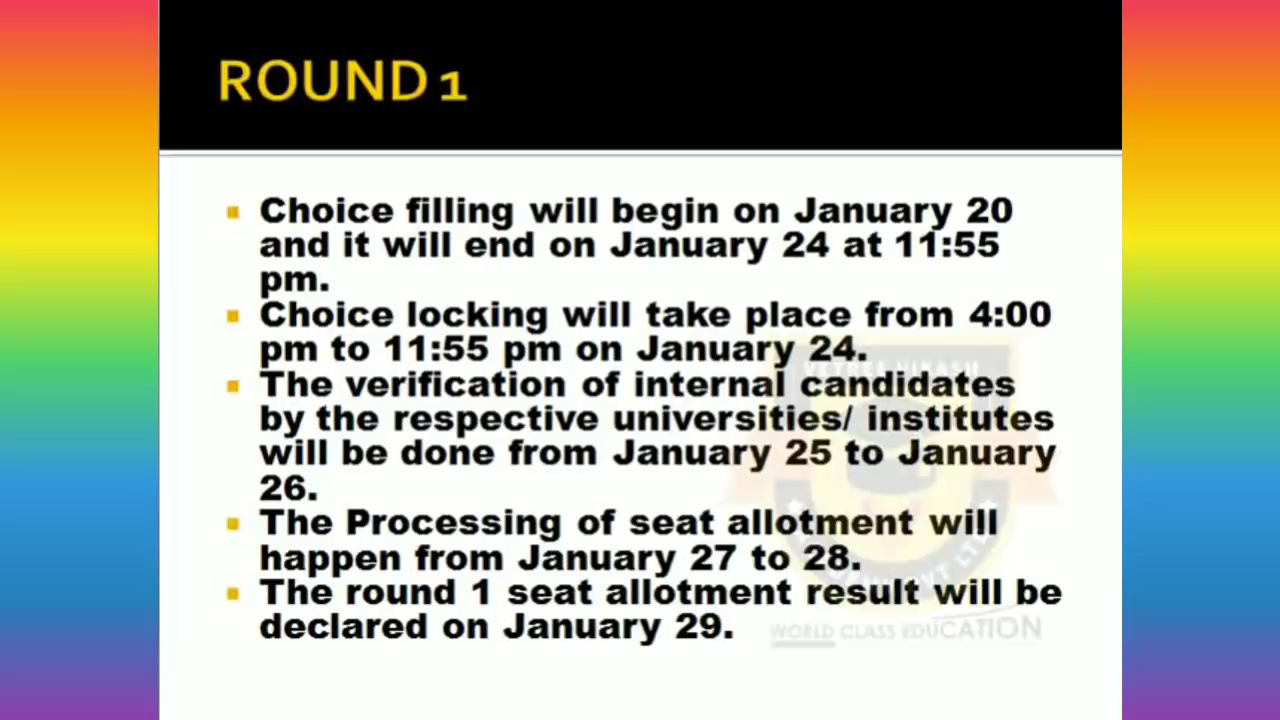 ROUND 1
Choice filling will begin on January 20
and it will end on January 24 at 11:55
pm.
Choice locking will take place from 4:00
pm to 11:55 pm on January 24.
The verification of internal candidates
by the respective universities/ institutes
will be done from January 25 to January
26.
The Processing of seat allotment will
happen from January 27 to 28.
The round 1 seat allotment result will be
declared on January 29.
WORLD CLASS EDUCATION